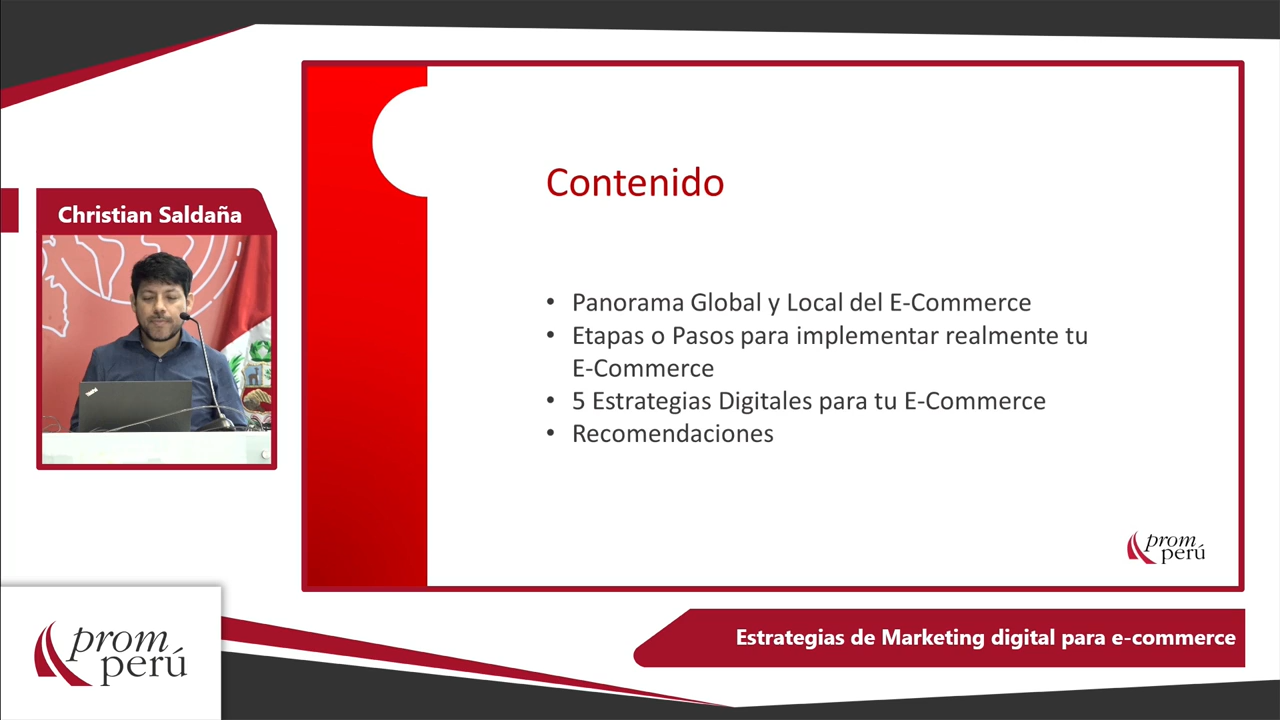 Christian Saldaña
Contenido
• Panorama Global y Local del E-Commerce
• Etapas o Pasos para implementar realmente tu
E-Commerce
• 5 Estrategias Digitales para tu E-Commerce
• Recomendaciones
prom
perú
prom
perú
Estrategias de Marketing digital para e-commerce